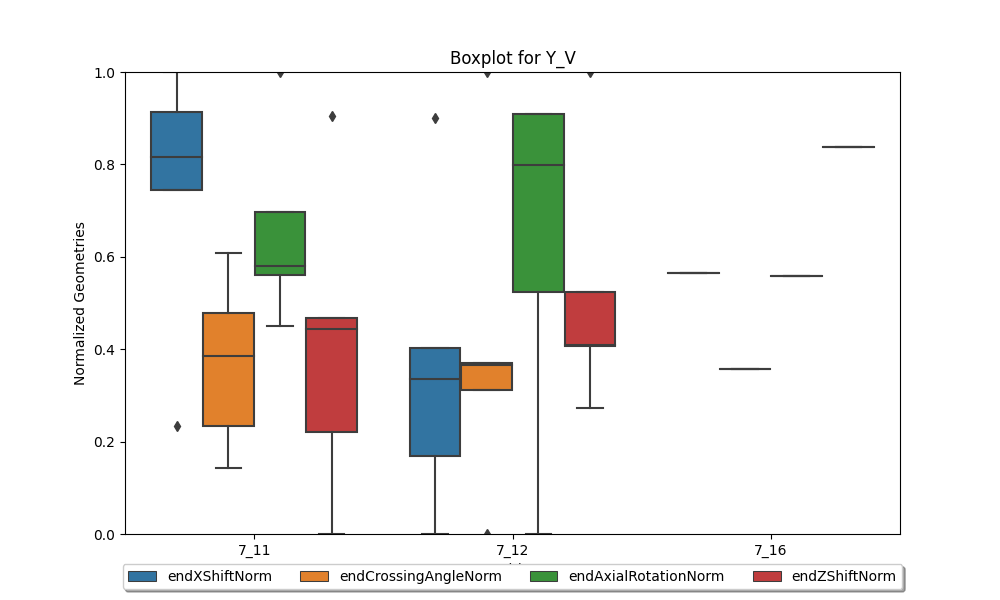 Boxplot for Y_V
Normalized Geometries
1.0
0.8
0.6
0.4
0.2
0.0
7_11 7_12 7_16
endXShiftNorm endCrossingAngleNorm endAxialRotationNorm endZShiftNorm